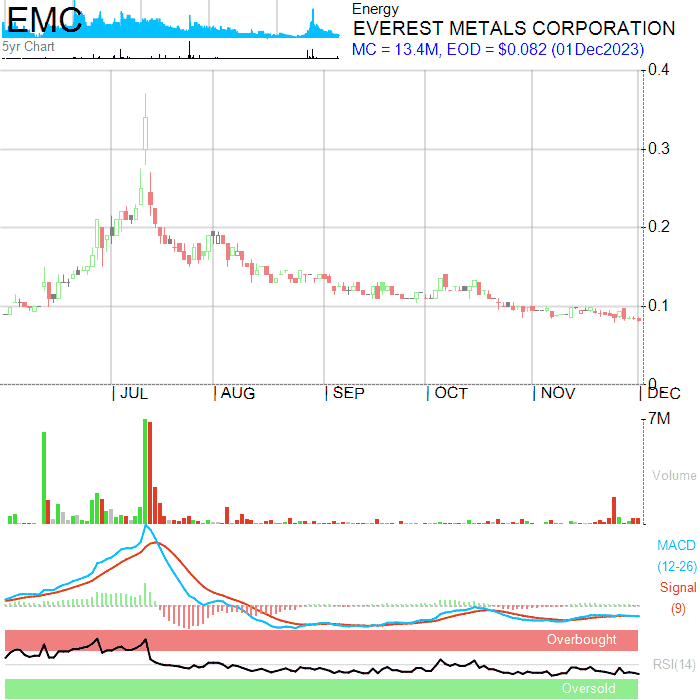 EMC
5yr Chart
Energy
EVEREST METALS CORPORATION
MC = 13.4M, EOD = $0.082 (01Dec2023)
0.4
0.3
0.2
0.1
0
JUL
AUG
SEP
OCT
NOV
DEC
7M
Volume
MACD
(12-26)
Signal
(9)
Overbought
RSI(14)
Oversold